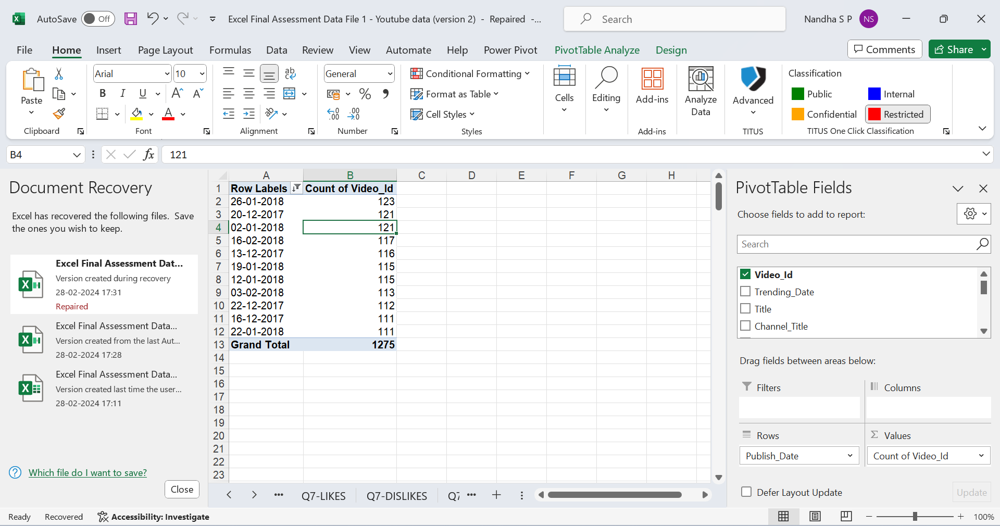 AutoSave Off Excel Final Assessment Data File 1 - Youtube data (version 2) - Repaired -... Search Nandha S P NS
File Home Insert Page Layout Formulas Data Review View Automate Help Power Pivot PivotTable Analyze Design Comments Share
Paste
Clipboard
Arial 10
B I U A A
A
Font
ab
Alignment
General
% 9
.00
Number
Conditional Formatting
Format as Table
Cell Styles
Styles
Cells
Editing
Add-ins
Add-ins
Analyze
Data
Advanced
TITUS
Classification
Public Internal
Confidential Restricted
TITUS One Click Classification
B4 fx 121
Document Recovery
Excel has recovered the following files. Save
the ones you wish to keep.
Excel Final Assessment Dat...
Version created during recovery
28-02-2024 17:31
Repaired
Excel Final Assessment Data...
Version created from the last Aut...
28-02-2024 17:28
Excel Final Assessment Data...
Version created last time the user...
28-02-2024 17:11
Which file do I want to save?
Close
A B C D E F G H
1 Row Labels Count of Video_Id
2 26-01-2018 123
3 20-12-2017 121
4 02-01-2018 121
5 16-02-2018 117
6 13-12-2017 116
7 19-01-2018 115
8 12-01-2018 115
9 03-02-2018 113
10 22-12-2017 112
11 16-12-2017 111
12 22-01-2018 111
13 Grand Total 1275
14
15
16
17
18
19
20
21
22
23
Q7-LIKES Q7-DISLIKES
PivotTable Fields
Choose fields to add to report:
Search
Video_Id
Trending_Date
Title
Channel_Title
Drag fields between areas below:
Filters Columns
Rows Σ Values
Publish_Date Count of Video_Id
Defer Layout Update Update
Ready Recovered Accessibility: Investigate 100%